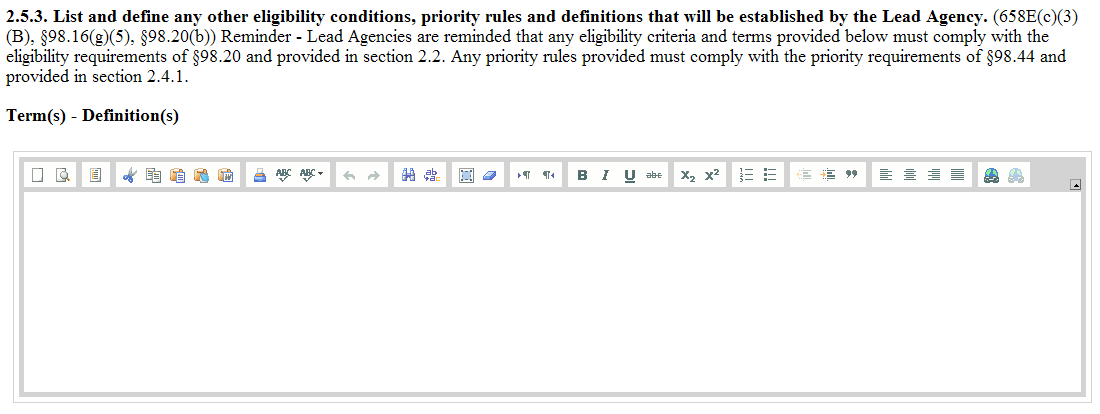 2.5.3. List and define any other eligibility conditions, priority rules and definitions that will be established by the Lead Agency. (658E(c)(3)
(B), §98.16(g)(5), §98.20(b)) Reminder - Lead Agencies are reminded that any eligibility criteria and terms provided below must comply with the
eligibility requirements of §98.20 and provided in section 2.2. Any priority rules provided must comply with the priority requirements of §98.44 and
provided in section 2.4.1.
Term(s) - Definition(s)
ABC ABC B I U abc X₂ X²